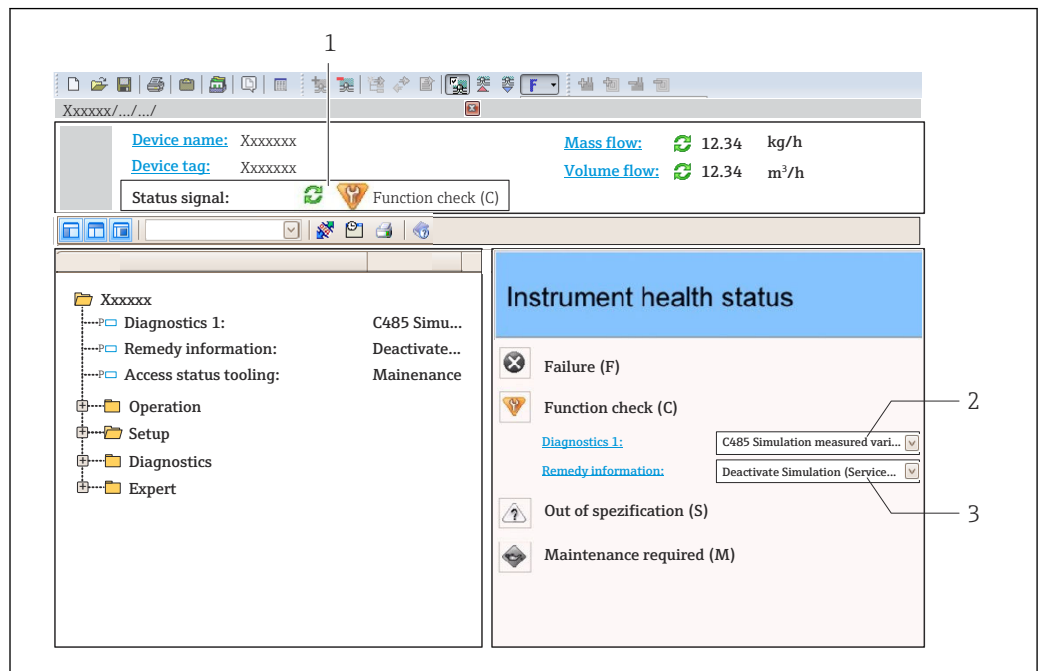 1
F
Xxxxxx/.../.../
Device name: Xxxxxxx
Mass flow: 12.34 kg/h
Device tag: Xxxxxxx
Volume flow: 12.34 m³/h
Status signal: Function check (C)
Xxxxxx
Diagnostics 1: C485 Simu...
Remedy information: Deactivate...
Access status tooling: Mainenance
Operation
Setup
Diagnostics
Expert
Instrument health status
Failure (F)
Function check (C)
2
Diagnostics 1: C485 Simulation measured vari...
Remedy information: Deactivate Simulation (Service...
3
Out of spezification (S)
Maintenance required (M)